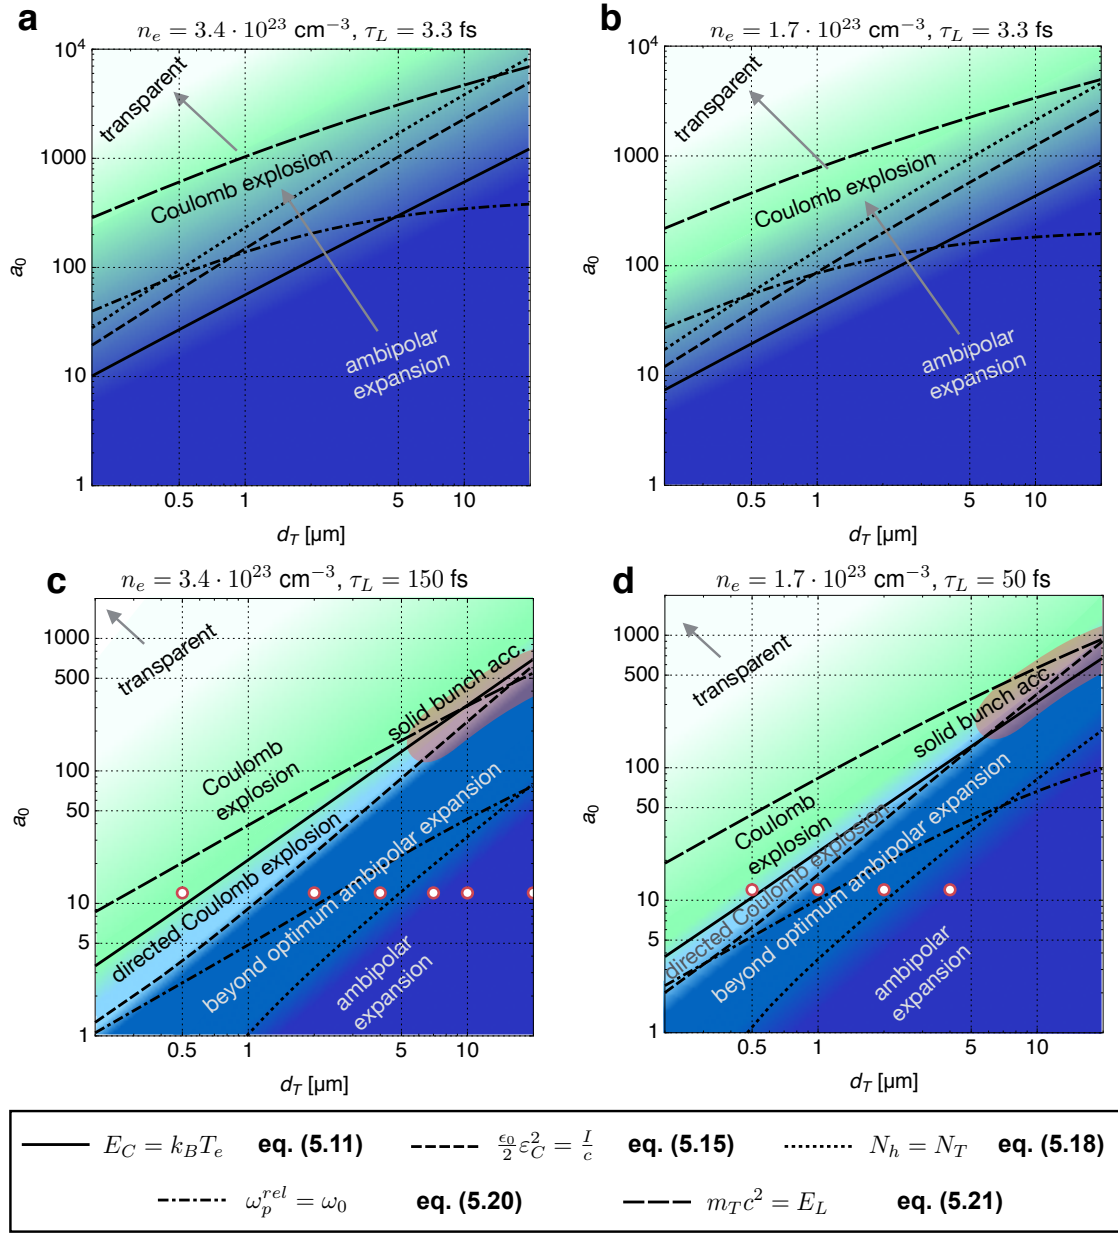 a
n_e = 3.4 · 10^23 cm^−3, τ_L = 3.3 fs
10^4
1000
100
10
1
a_0
transparent
Coulomb explosion
ambipolar
expansion
0.5
1
5
10
d_T [µm]
b
n_e = 1.7 · 10^23 cm^−3, τ_L = 3.3 fs
10^4
1000
100
10
1
a_0
transparent
Coulomb explosion
ambipolar
expansion
0.5
1
5
10
d_T [µm]
c
n_e = 3.4 · 10^23 cm^−3, τ_L = 150 fs
1000
500
100
50
10
5
1
a_0
transparent
solid bunch acc.
Coulomb
explosion
directed Coulomb explosion
beyond optimum ambipolar expansion
ambipolar
expansion
0.5
1
5
10
d_T [µm]
d
n_e = 1.7 · 10^23 cm^−3, τ_L = 50 fs
1000
500
100
50
10
5
1
a_0
transparent
solid bunch acc.
Coulomb
explosion
directed Coulomb explosion
beyond optimum ambipolar expansion
ambipolar
expansion
0.5
1
5
10
d_T [µm]
E_C = k_B T_e eq. (5.11)
ϵ_0/2 ε_C^2 = I/c eq. (5.15)
N_h = N_T eq. (5.18)
ω_p^rel = ω_0 eq. (5.20)
m_T c^2 = E_L eq. (5.21)